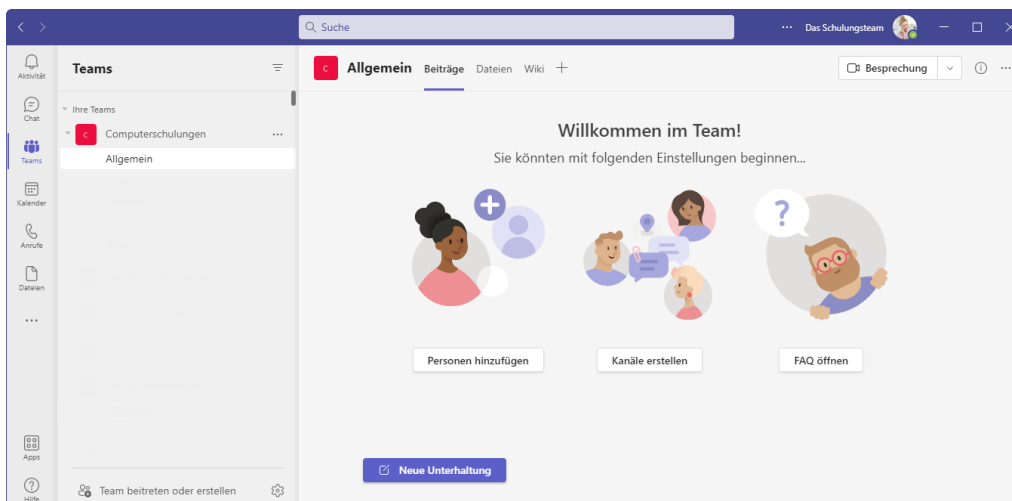 Suche
Das Schulungsteam
Aktivität
Chat
Teams
Kalender
Anrufe
Dateien
Apps
Hilfe
Teams
Ihre Teams
C Computerschulungen
Allgemein
Team beitreten oder erstellen
C Allgemein Beiträge Dateien Wiki
Besprechung
Willkommen im Team!
Sie könnten mit folgenden Einstellungen beginnen...
?
Personen hinzufügen
Kanäle erstellen
FAQ öffnen
Neue Unterhaltung